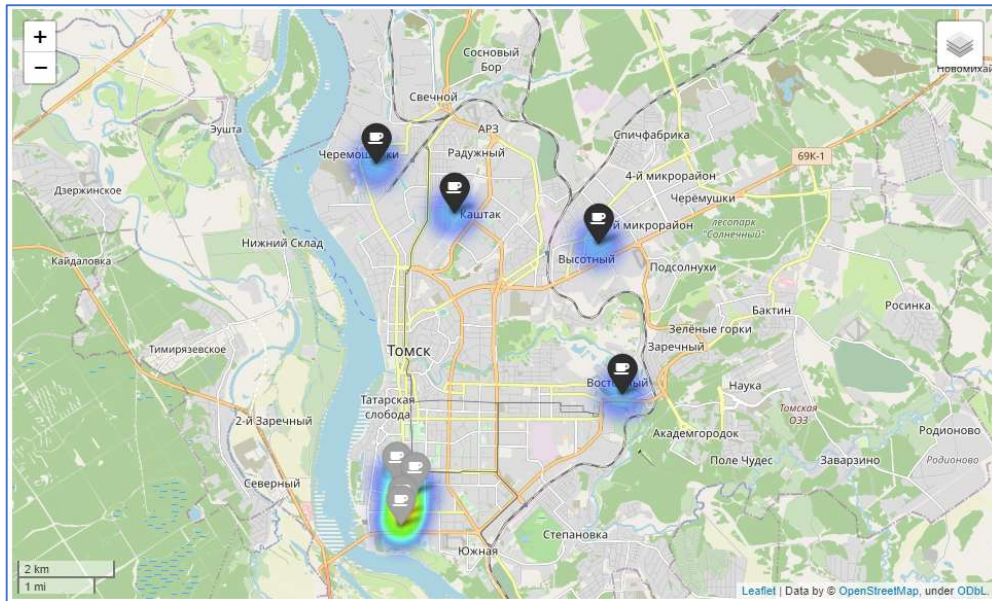 +
−
Сосновый
Бор
Новомихай
Свечной
Эушта
АРЗ
Спичфабрика
Черемошники
Радужный
69К-1
4-й микрорайон
Дзержинское
Черемушки
Каштак
й микрорайон
лесопарк
"Солнечный"
Нижний Склад
Кайдаловка
Высотный
Подсолнухи
Бактин
Росинка
Зелёные горки
Заречный
Тимирязевское
Томск
Восточный
Наука
Татарская
слобода
Томская
ОЭЗ
2-й Заречный
Академгородок
Родионово
Поле Чудес
Заварзино
Родионово
Северный
Степановка
Южная
2 km
1 mi
Leaflet | Data by © OpenStreetMap, under ODbL.